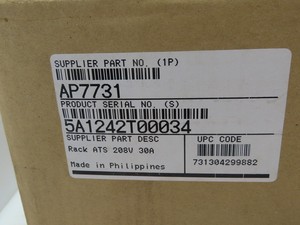 SUPPLIER PART NO. (1P)
AP7731
PRODUCT SERIAL NO. (S)
5A1242T00034
SUPPLIER PART DESC
UPC CODE
Rack ATS 208V 30A
731304299882
Made in Philippines